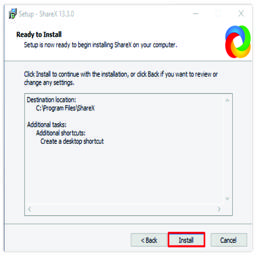 Setup - ShareX 13.3.0
Ready to Install
Setup is now ready to begin installing ShareX on your computer.
Click Install to continue with the installation, or click Back if you want to review or
change any settings.
Destination location:
C:\Program Files\ShareX
Additional tasks:
Additional shortcuts:
Create a desktop shortcut
< Back
Install
Cancel